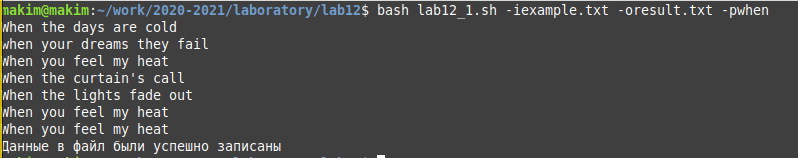 makim@makim:~/work/2020-2021/laboratory/lab12$ bash lab12_1.sh -iexample.txt -oresult.txt -pwhen
When the days are cold
when your dreams they fail
When you feel my heat
When the curtain's call
When the lights fade out
When you feel my heat
When you feel my heat
Данные в файл были успешно записаны